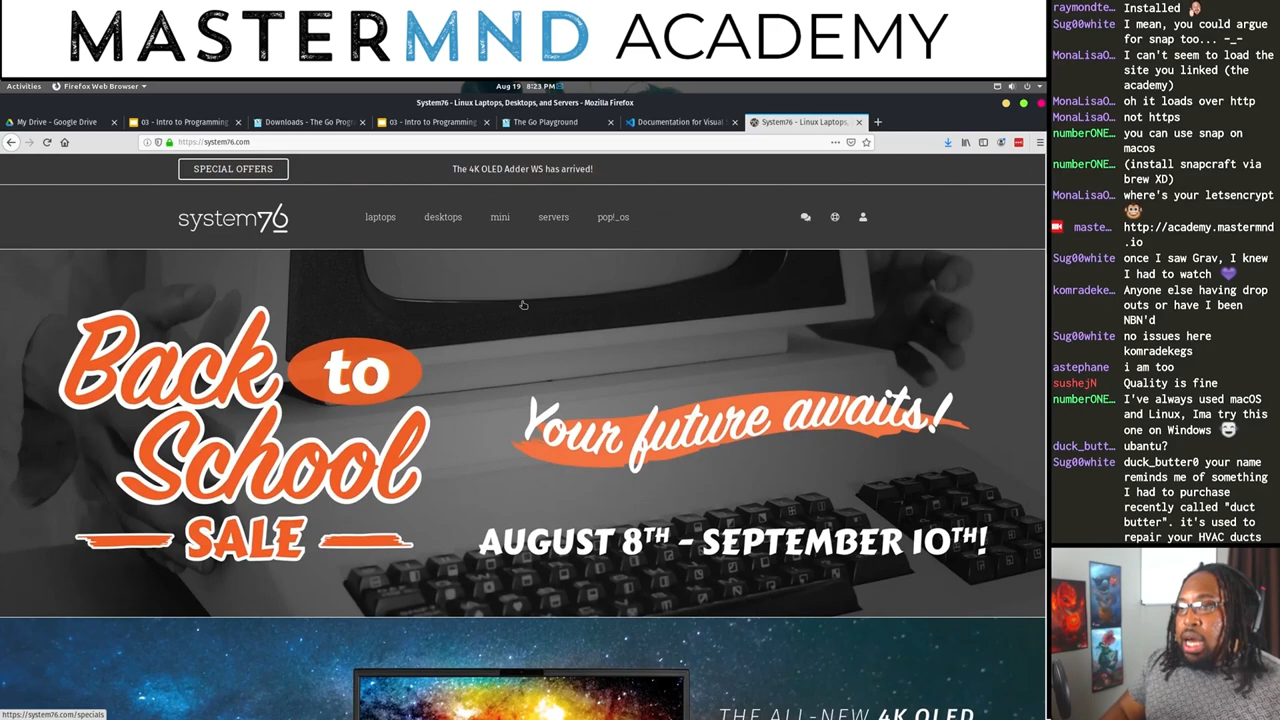 MASTERMND ACADEMY
Activities
Firefox Web Browser
Aug 19 8:23 PM
System76 - Linux Laptops, Desktops, and Servers - Mozilla Firefox
My Drive - Google Drive
03 - Intro to Programming
Downloads - The Go Prog
03 - Intro to Programming
The Go Playground
Documentation for Visual
System76 - Linux Laptops,
https://system76.com
SPECIAL OFFERS
The 4K OLED Adder WS has arrived!
system76
laptops
desktops
mini
servers
pop!_os
Back to
School
SALE
Your future awaits!
AUGUST 8TH - SEPTEMBER 10TH!
THE ALL-NEW 4K OLED
https://system76.com/specials
raymondte… Installed
Sug00white I mean, you could argue
for snap too... -_-
MonaLisaO… I can't seem to load the
site you linked (the
academy)
MonaLisaO… oh it loads over http
MonaLisaO… not https
numberONE… you can use snap on
macos
numberONE… (install snapcraft via
brew XD)
MonaLisaO… where's your letsencrypt
maste… http://academy.mastermnd
.io
Sug00white once I saw Grav, I knew
I had to watch
komradeke… Anyone else having drop
outs or have I been
NBN'd
Sug00white no issues here
komradekegs
astephane i am too
sushejN Quality is fine
numberONE… I've always used macOS
and Linux, Ima try this
one on Windows
duck_butt… ubantu?
Sug00white duck_butter0 your name
reminds me of something
I had to purchase
recently called "duct
butter". it's used to
repair your HVAC ducts